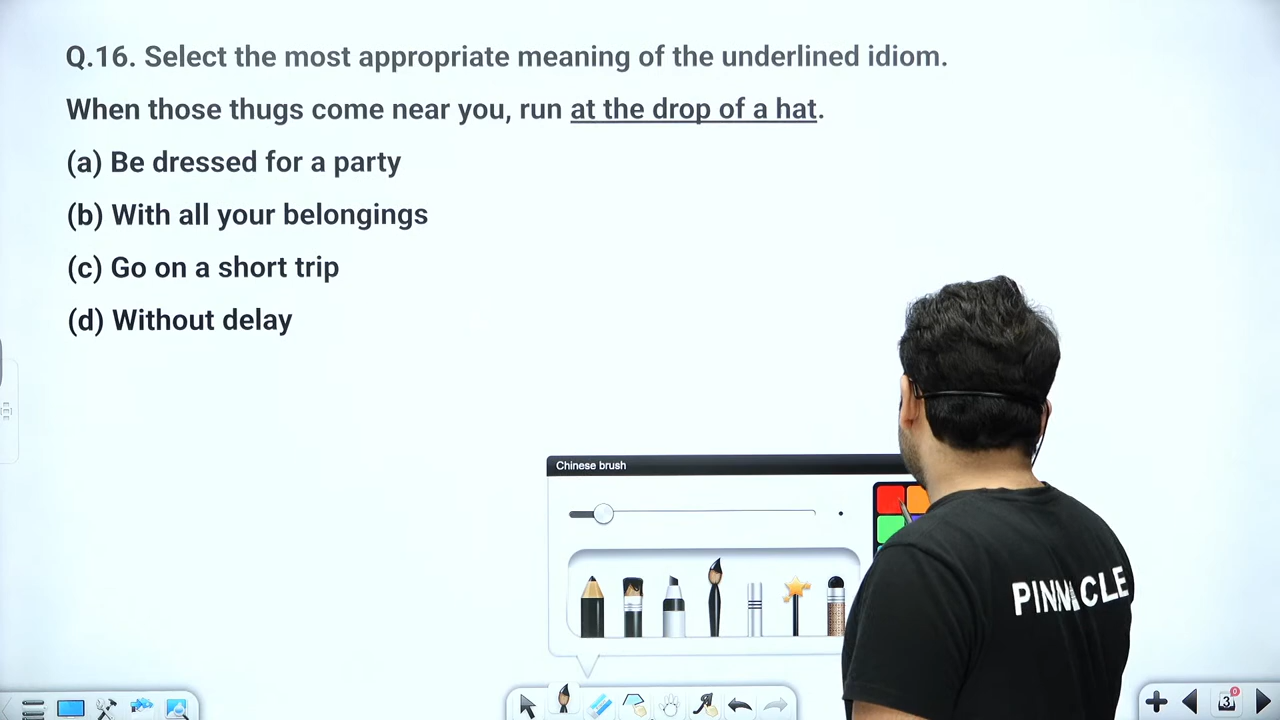 Q.16. Select the most appropriate meaning of the underlined idiom.
When those thugs come near you, run at the drop of a hat.
(a) Be dressed for a party
(b) With all your belongings
(c) Go on a short trip
(d) Without delay
Chinese brush
PINNACLE
3
0